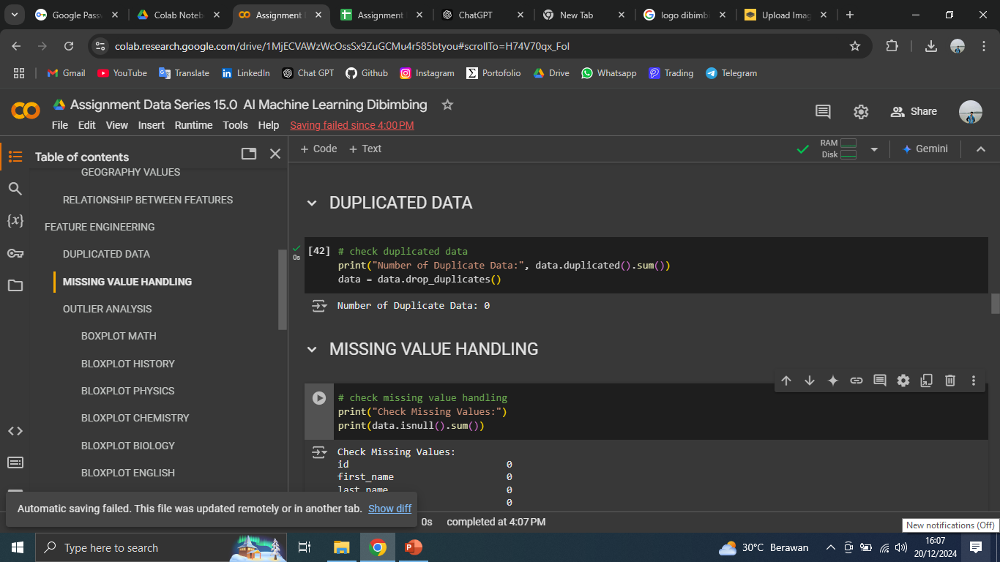 Google Passw
Colab Noteb
Assignment
Assignment
ChatGPT
New Tab
logo dibimbi
Upload Imag
colab.research.google.com/drive/1MjECVAWzWcOssSx9ZuGCMu4r585btyou#scrollTo=H74V70qx_FoI
Gmail YouTube Translate LinkedIn Chat GPT Github Instagram Portofolio Drive Whatsapp Trading Telegram
Assignment Data Series 15.0 AI Machine Learning Dibimbing
File Edit View Insert Runtime Tools Help Saving failed since 4:00 PM
Share
Table of contents
GEOGRAPHY VALUES
RELATIONSHIP BETWEEN FEATURES
FEATURE ENGINEERING
DUPLICATED DATA
MISSING VALUE HANDLING
OUTLIER ANALYSIS
BOXPLOT MATH
BLOXPLOT HISTORY
BLOXPLOT PHYSICS
BLOXPLOT CHEMISTRY
BLOXPLOT BIOLOGY
BLOXPLOT ENGLISH
+ Code + Text
RAM
Disk
Gemini
DUPLICATED DATA
0s
[42] # check duplicated data
print("Number of Duplicate Data:", data.duplicated().sum())
data = data.drop_duplicates()
Number of Duplicate Data: 0
MISSING VALUE HANDLING
# check missing value handling
print("Check Missing Values:")
print(data.isnull().sum())
Check Missing Values:
id 0
first_name 0
last_name 0
0
Automatic saving failed. This file was updated remotely or in another tab. Show diff
0s completed at 4:07 PM
New notifications (Off)
Type here to search
30°C Berawan
16:07
20/12/2024